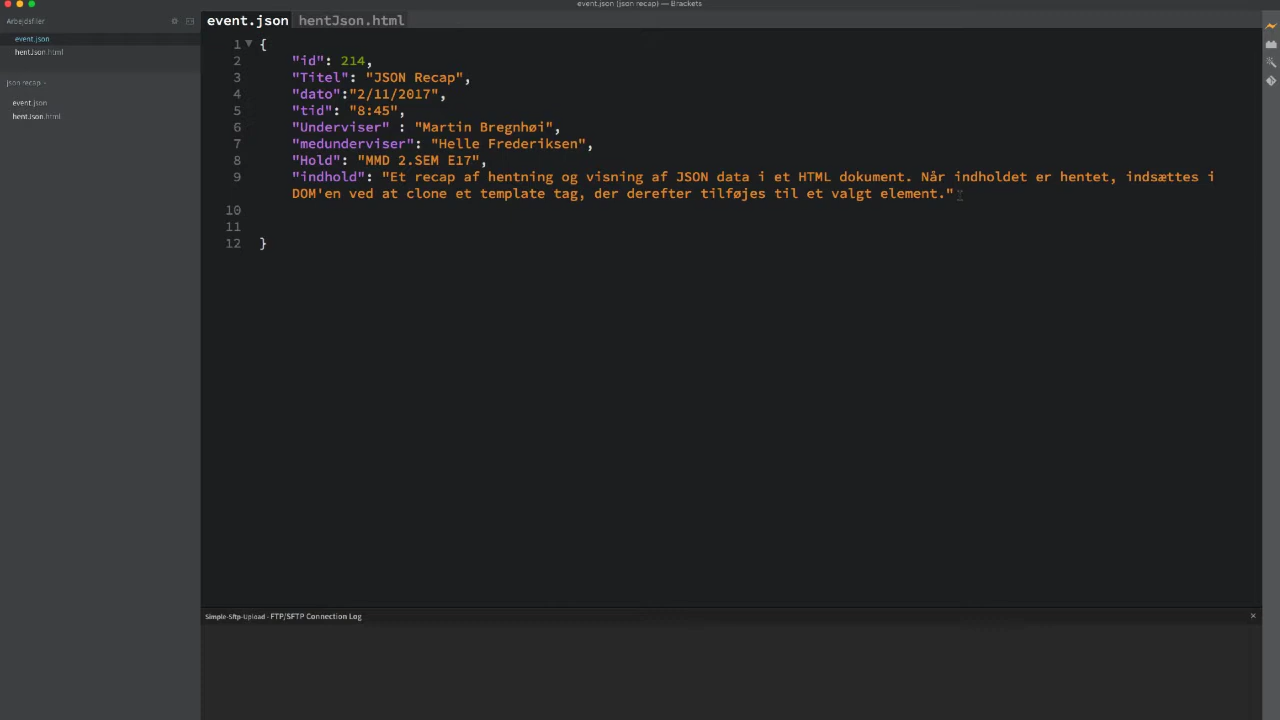 event.json (json recap) — Brackets
Arbejdsfiler
event.json
hentJson.html
json recap
event.json
hentJson.html
event.json hentJson.html
1 {
2 "id": 214,
3 "Titel": "JSON Recap",
4 "dato":"2/11/2017",
5 "tid": "8:45",
6 "Underviser" : "Martin Bregnhøi",
7 "medunderviser": "Helle Frederiksen",
8 "Hold": "MMD 2.SEM E17",
9 "indhold": "Et recap af hentning og visning af JSON data i et HTML dokument. Når indholdet er hentet, indsættes i
DOM'en ved at clone et template tag, der derefter tilføjes til et valgt element."
10
11
12 }
Simple-Sftp-Upload - FTP/SFTP Connection Log